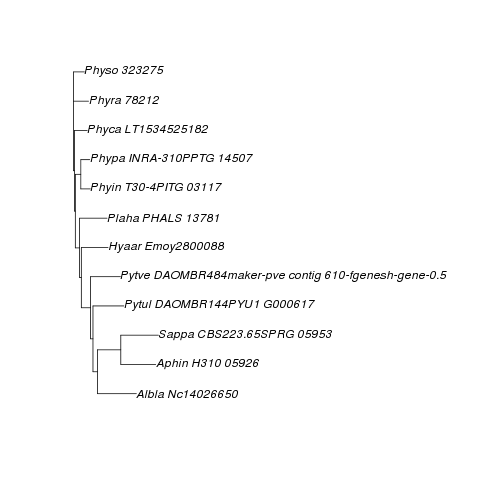 Physo 323275
Phyra 78212
Phyca LT1534525182
Phypa INRA-310PPTG 14507
Phyin T30-4PITG 03117
Plaha PHALS 13781
Hyaar Emoy2800088
Pytve DAOMBR484maker-pve contig 610-fgenesh-gene-0.5
Pytul DAOMBR144PYU1 G000617
Sappa CBS223.65SPRG 05953
Aphin H310 05926
Albla Nc14026650